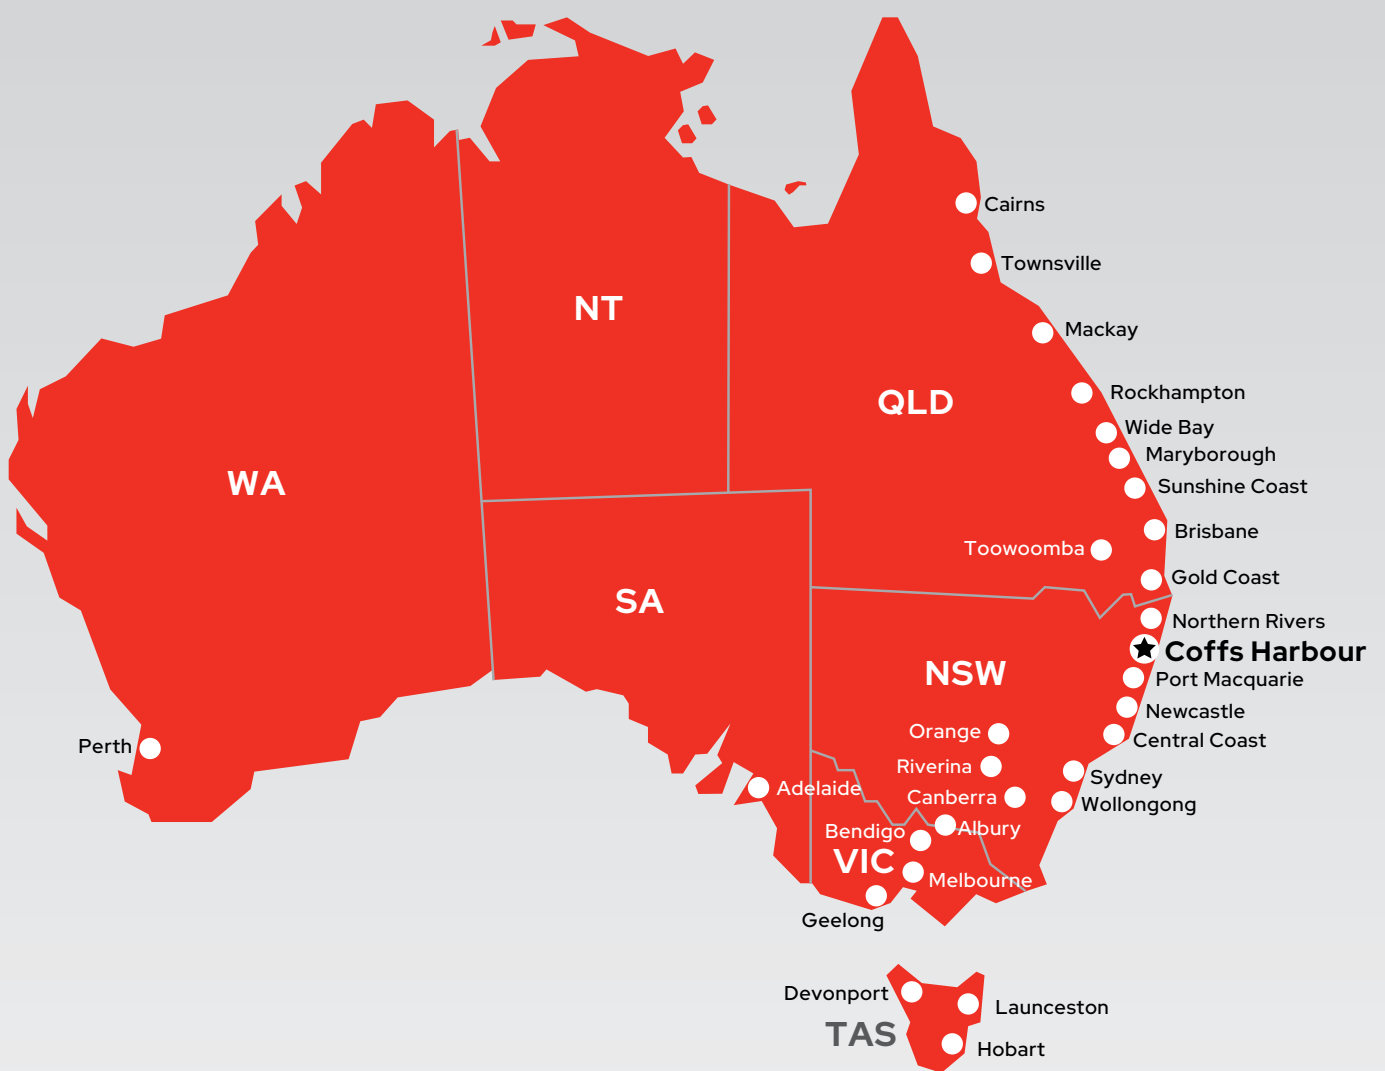 Cairns
Townsville
NT
Mackay
Rockhampton
QLD
Wide Bay
Maryborough
WA
Sunshine Coast
Brisbane
Toowoomba
Gold Coast
SA
Northern Rivers
Coffs Harbour
NSW
Port Macquarie
Newcastle
Orange
Central Coast
Perth
Riverina
Sydney
Adelaide
Canberra
Wollongong
Albury
Bendigo
VIC
Melbourne
Geelong
Devonport
Launceston
TAS
Hobart